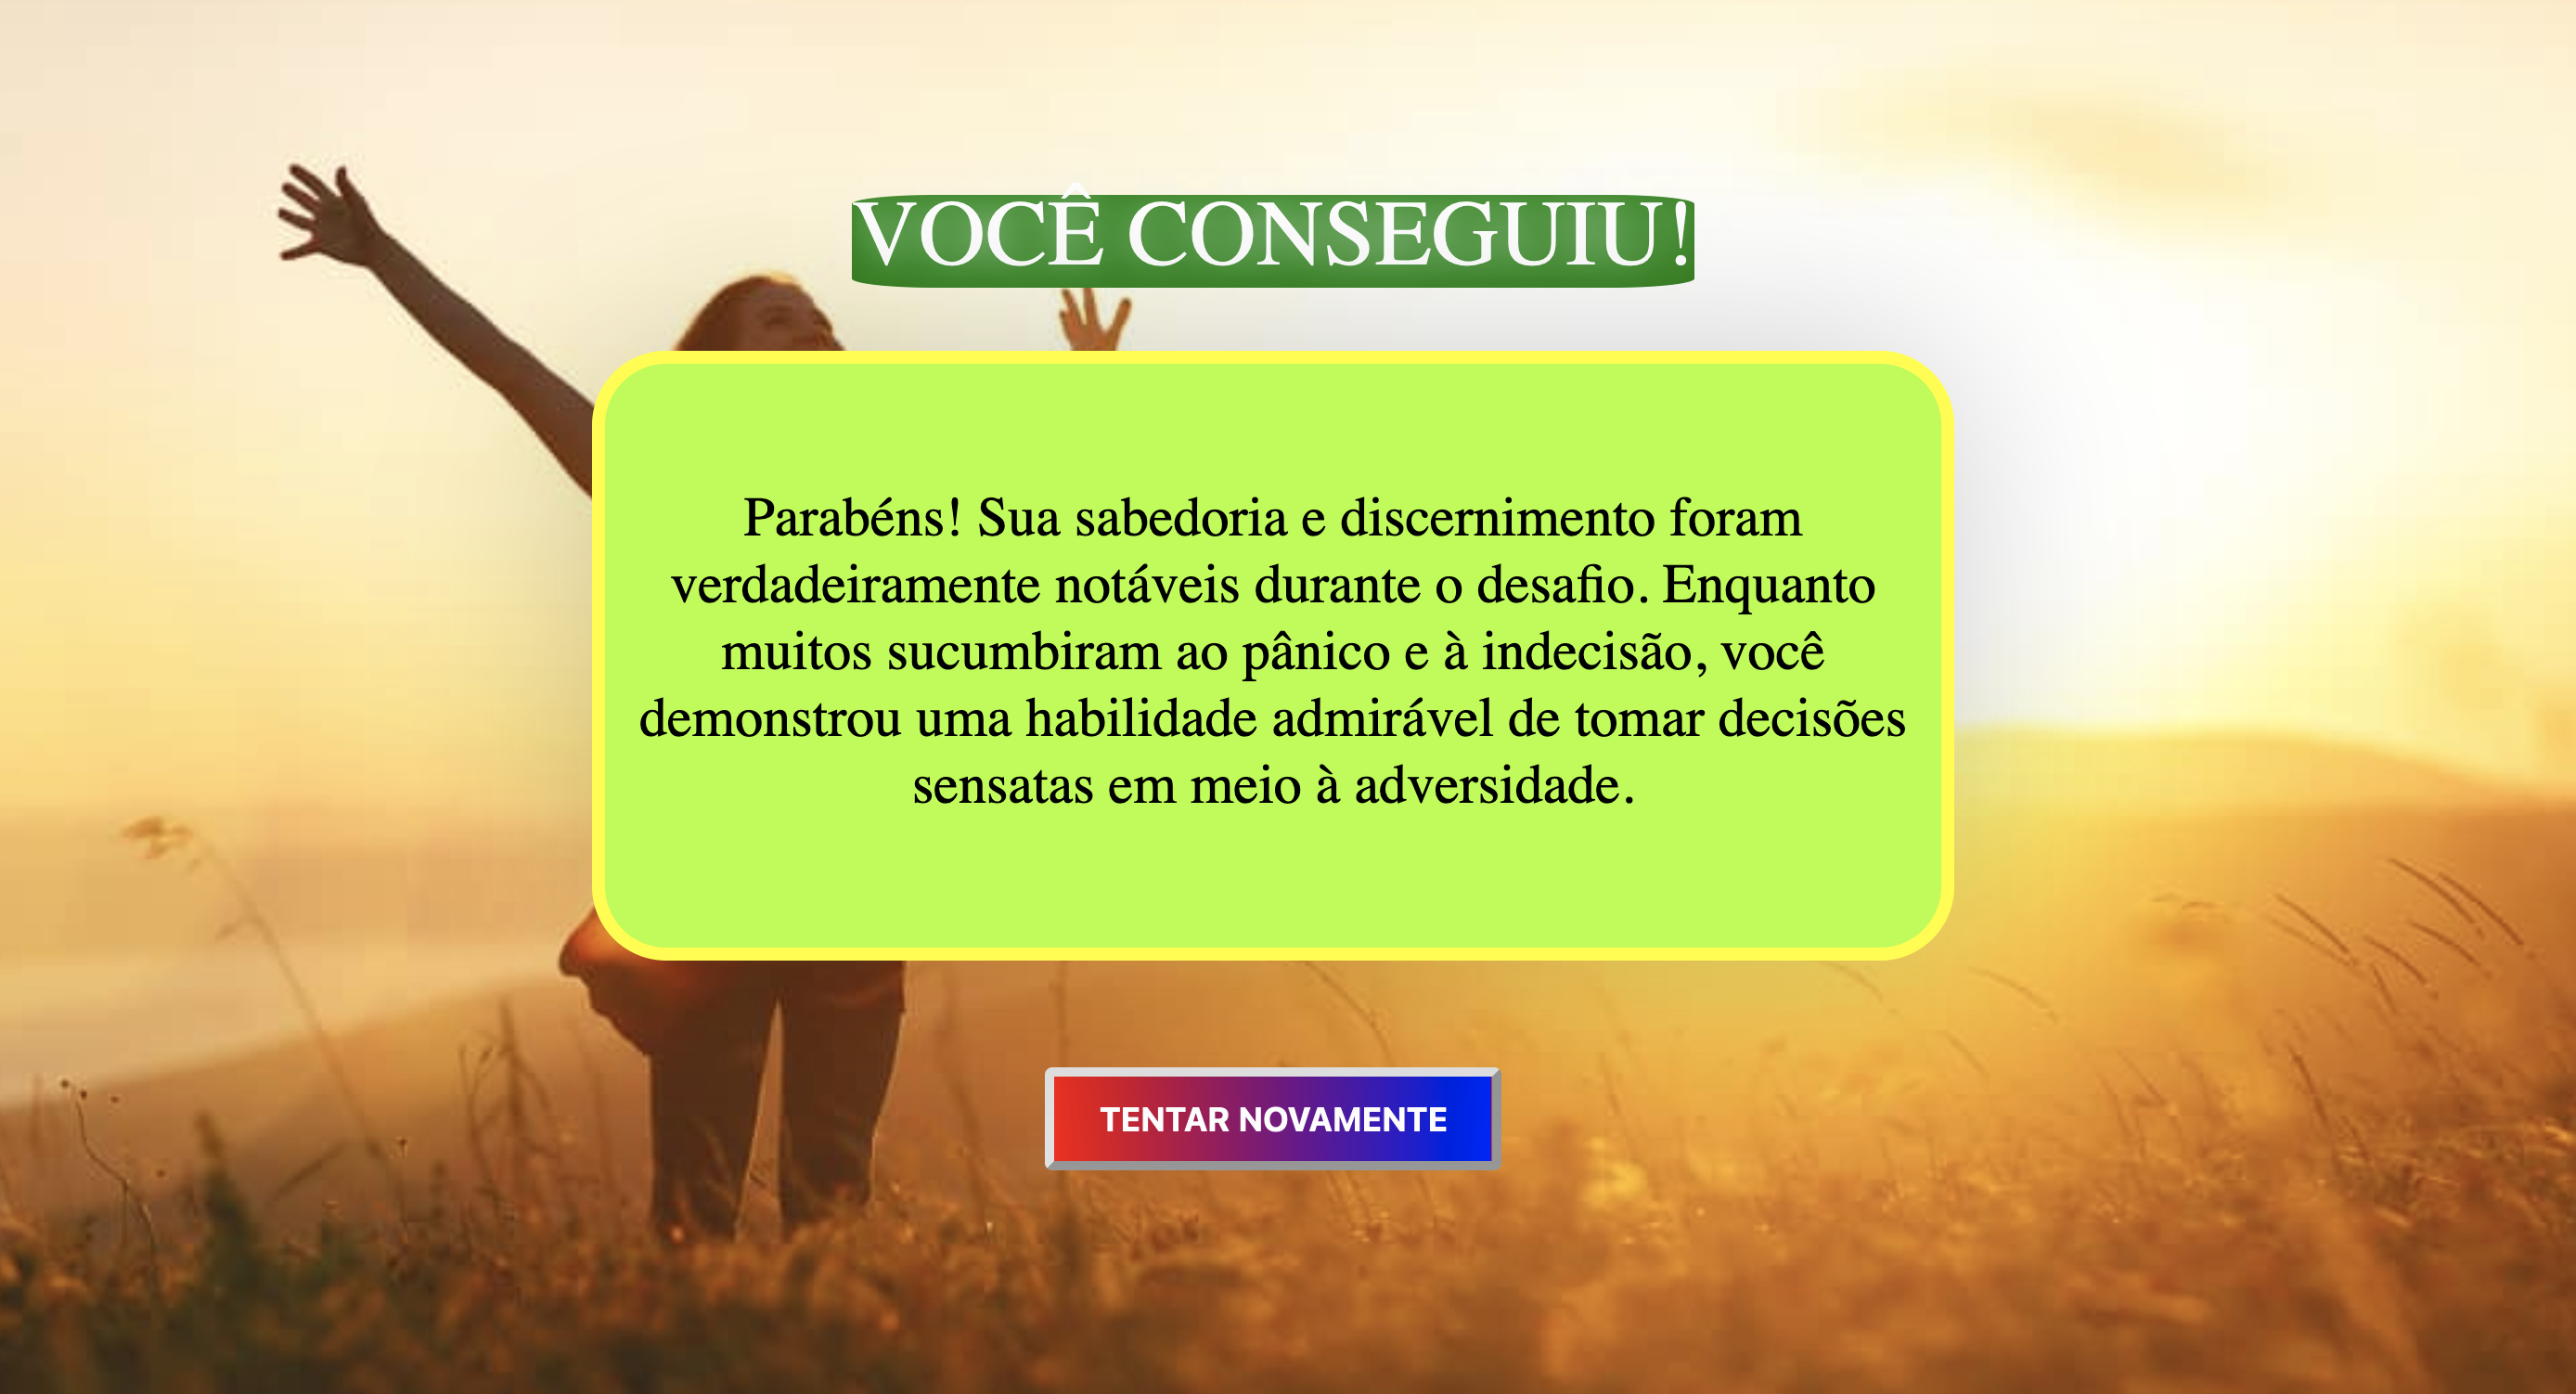 VOCÊ CONSEGUIU!
Parabéns! Sua sabedoria e discernimento foram
verdadeiramente notáveis durante o desafio. Enquanto
muitos sucumbiram ao pânico e à indecisão, você
demonstrou uma habilidade admirável de tomar decisões
sensatas em meio à adversidade.
TENTAR NOVAMENTE